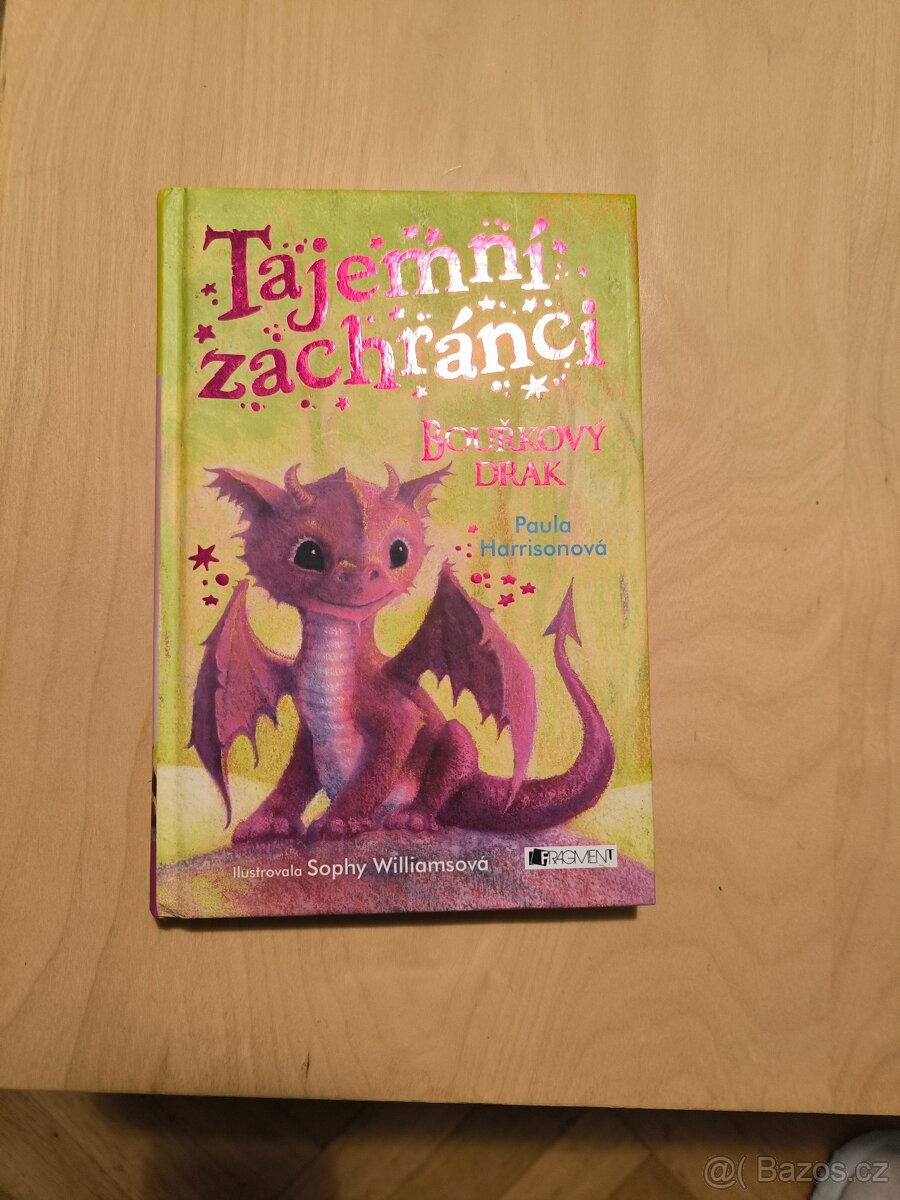 Tajemní
zachránci
BOUŘKOVÝ
DRAK
Paula
Harrisonová
Ilustrovala Sophy Williamsová
FRAGMENT
@( Bazos.cz